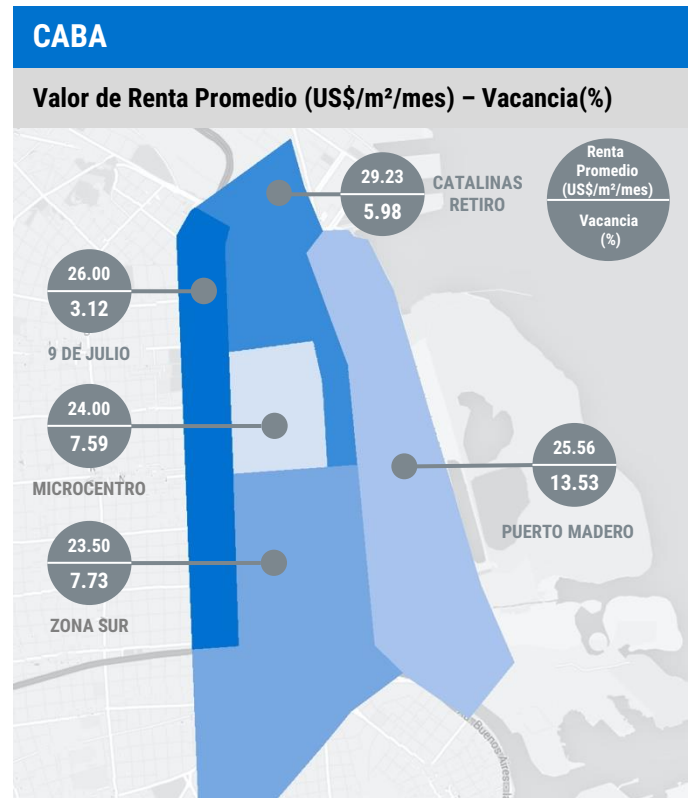 CABA
Valor de Renta Promedio (US$/m²/mes) – Vacancia(%)
Renta
Promedio
(US$/m²/mes)
Vacancia
(%)
29.23
5.98
CATALINAS
RETIRO
26.00
3.12
9 DE JULIO
24.00
7.59
MICROCENTRO
25.56
13.53
PUERTO MADERO
23.50
7.73
ZONA SUR
Buenos Aires